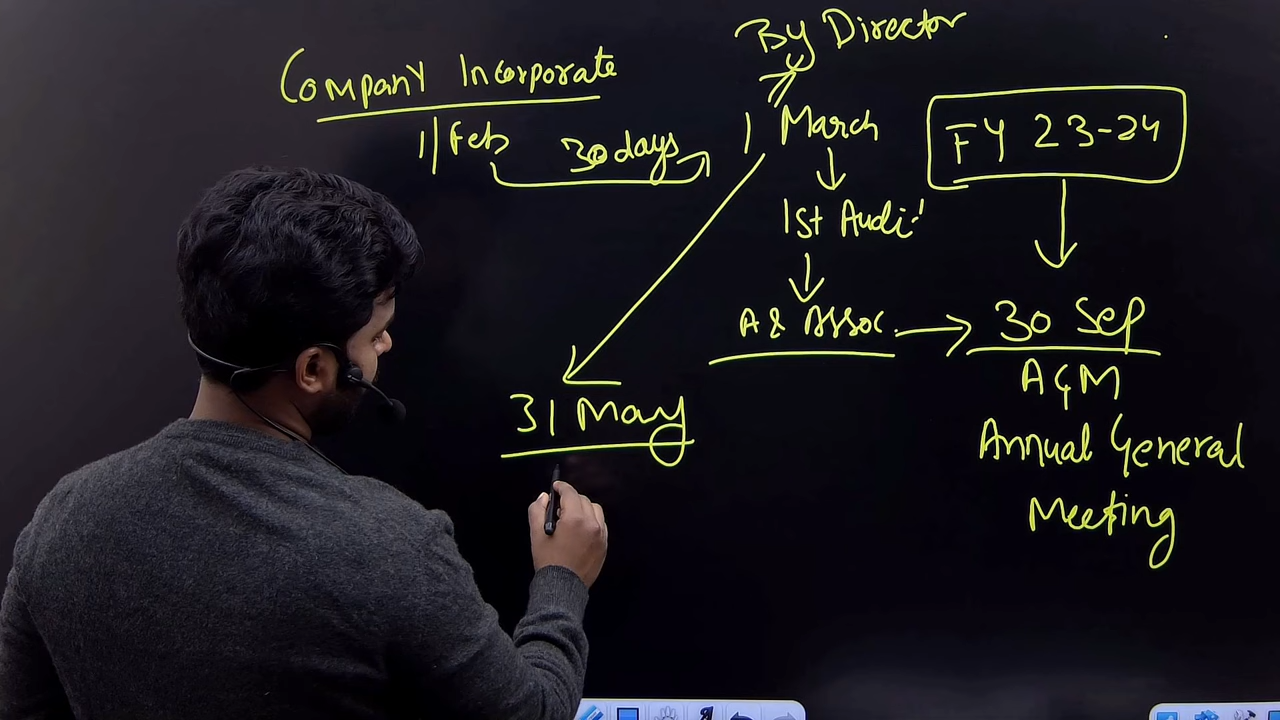 By Director
Company Incorporate
1 Feb 30 days 1 March
FY 23-24
1st Audit
A & Assoc.
30 Sep
AGM
31 May
Annual General
Meeting